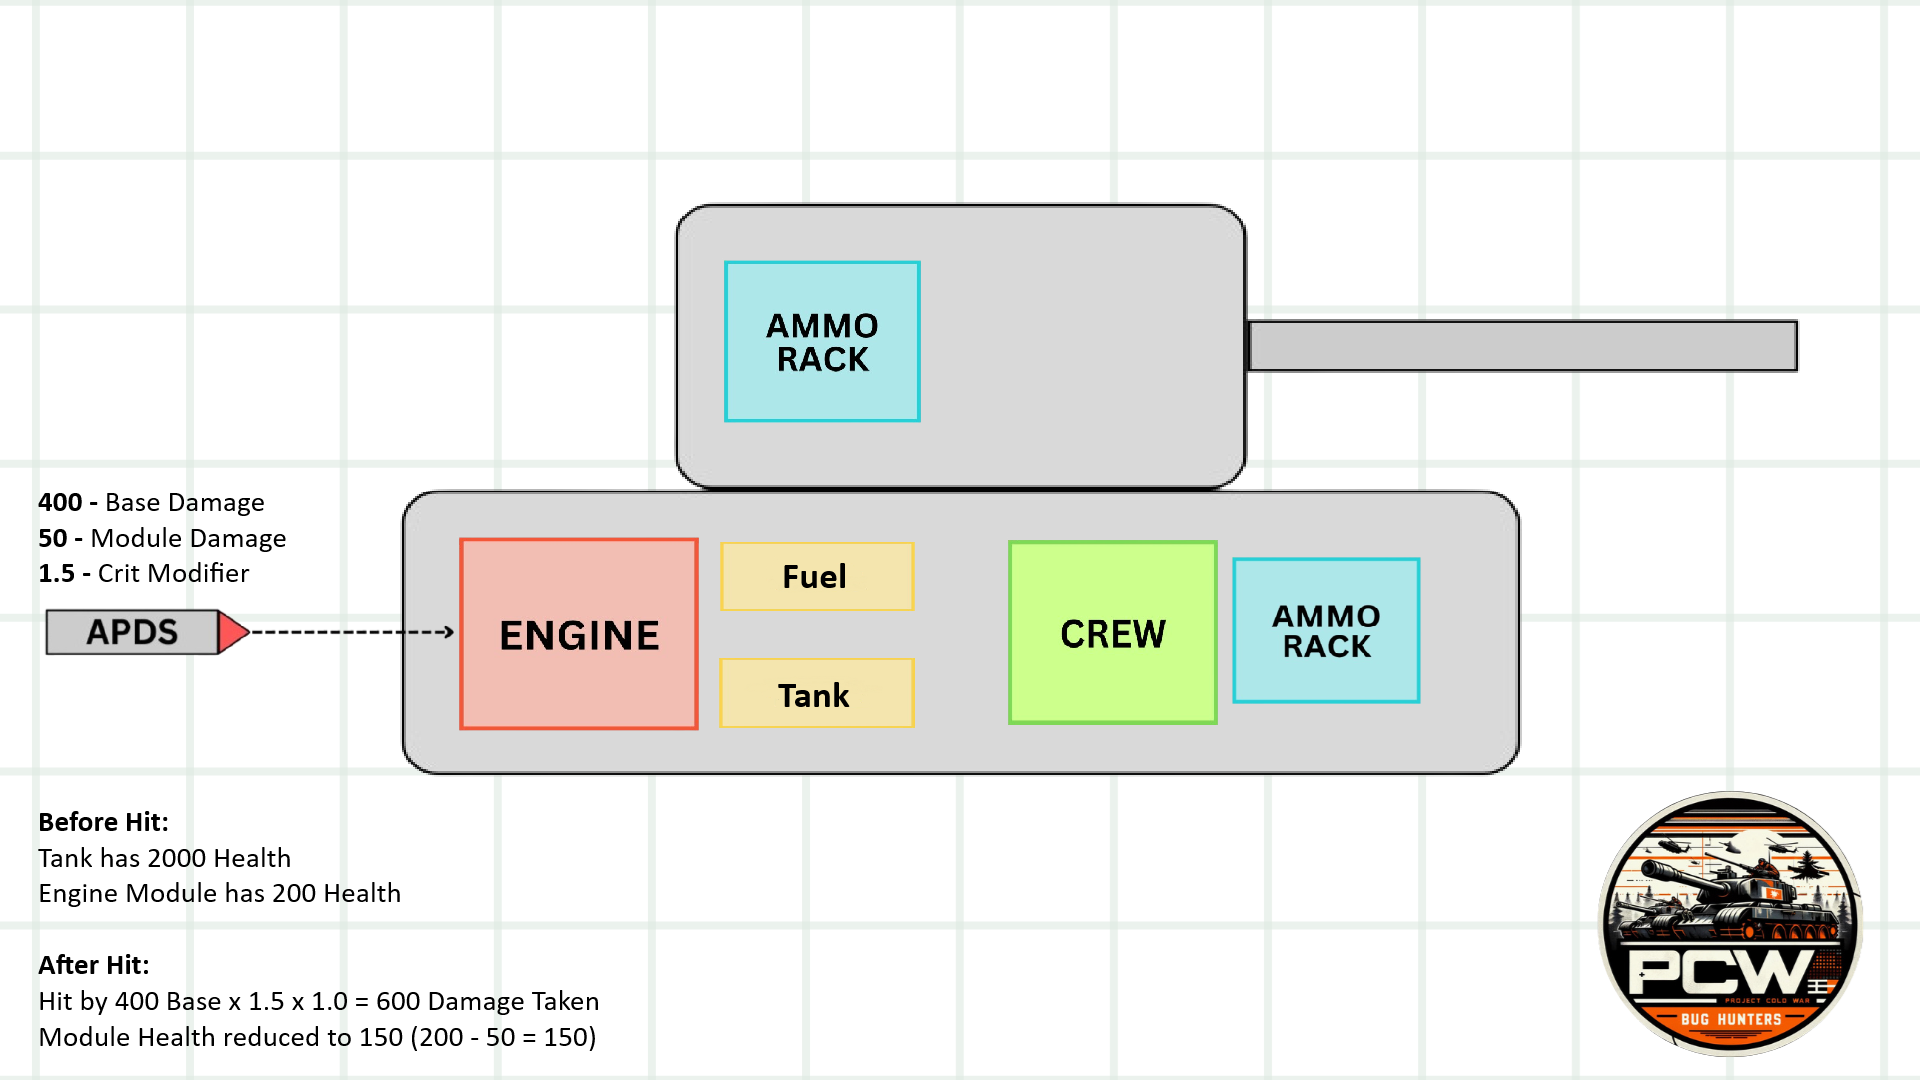 AMMO
RACK
400 - Base Damage
50 - Module Damage
1.5 - Crit Modifier
APDS
ENGINE
Fuel
Tank
CREW
AMMO
RACK
Before Hit:
Tank has 2000 Health
Engine Module has 200 Health
After Hit:
Hit by 400 Base x 1.5 x 1.0 = 600 Damage Taken
Module Health reduced to 150 (200 - 50 = 150)
PCW
PROJECT COLD WAR
BUG HUNTERS